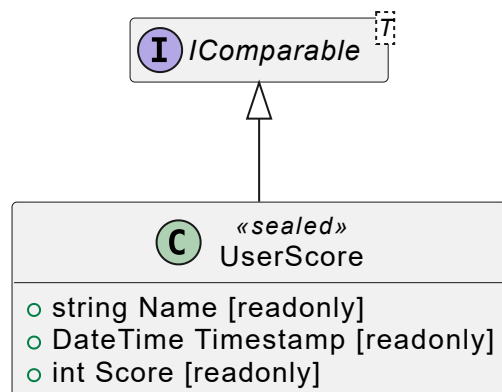 T
I IComparable
«sealed»
C UserScore
string Name [readonly]
DateTime Timestamp [readonly]
int Score [readonly]